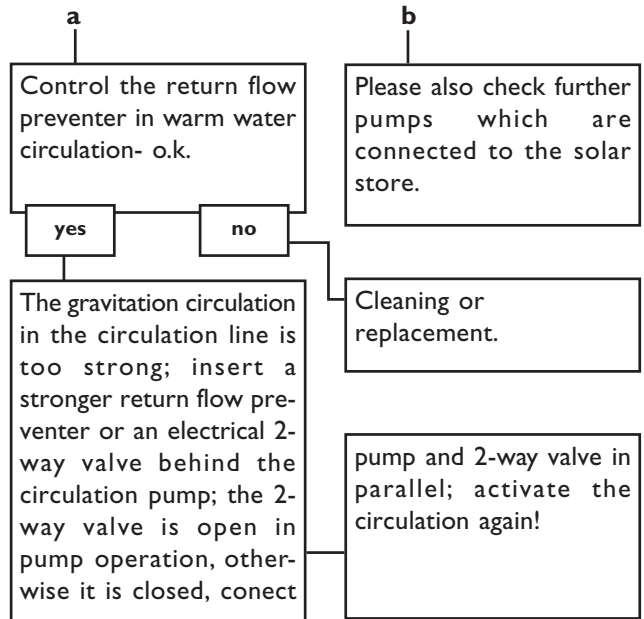 a
Control the return flow
preventer in warm water
circulation- o.k.
yes
no
The gravitation circulation
in the circulation line is
too strong; insert a
stronger return flow pre-
venter or an electrical 2-
way valve behind the
circulation pump; the 2-
way valve is open in
pump operation, other-
wise it is closed, conect
pump and 2-way valve in
parallel; activate the
circulation again!
Cleaning or
replacement.
b
Please also check further
pumps which are
connected to the solar
store.